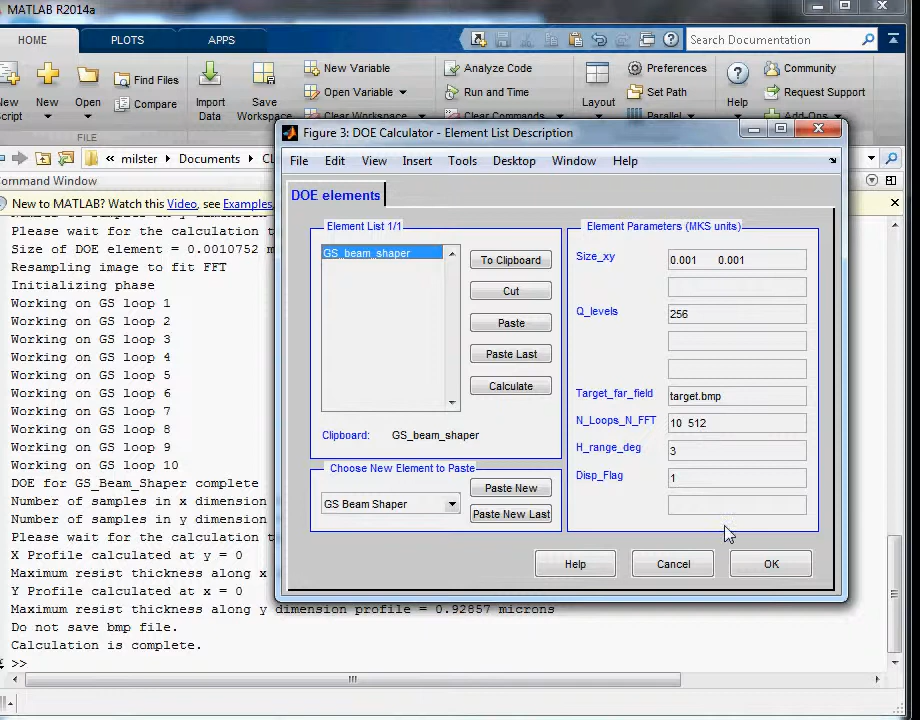 MATLAB R2014a
HOME
PLOTS
APPS
Search Documentation
New
Script
New
Open
Find Files
Compare
Import
Data
Save
Workspace
New Variable
Open Variable
Clear Workspace
Analyze Code
Run and Time
Clear Commands
Layout
Preferences
Set Path
Parallel
Help
Community
Request Support
Add-Ons
FILE
« milster ▸ Documents ▸ CL
Command Window
New to MATLAB? Watch this Video, see Examples,
Please wait for the calculation t
Size of DOE element = 0.0010752 m
Resampling image to fit FFT
Initializing phase
Working on GS loop 1
Working on GS loop 2
Working on GS loop 3
Working on GS loop 4
Working on GS loop 5
Working on GS loop 6
Working on GS loop 7
Working on GS loop 8
Working on GS loop 9
Working on GS loop 10
DOE for GS_Beam_Shaper complete
Number of samples in x dimension
Number of samples in y dimension
Please wait for the calculation t
X Profile calculated at y = 0
Maximum resist thickness along x
Y Profile calculated at x = 0
Maximum resist thickness along y dimension profile = 0.92857 microns
Do not save bmp file.
Calculation is complete.
>>
Figure 3: DOE Calculator - Element List Description
File Edit View Insert Tools Desktop Window Help
DOE elements
Element List 1/1
GS_beam_shaper
To Clipboard
Cut
Paste
Paste Last
Calculate
Clipboard: GS_beam_shaper
Choose New Element to Paste
GS Beam Shaper
Paste New
Paste New Last
Element Parameters (MKS units)
Size_xy 0.001 0.001
Q_levels 256
Target_far_field target.bmp
N_Loops_N_FFT 10 512
H_range_deg 3
Disp_Flag 1
Help
Cancel
OK